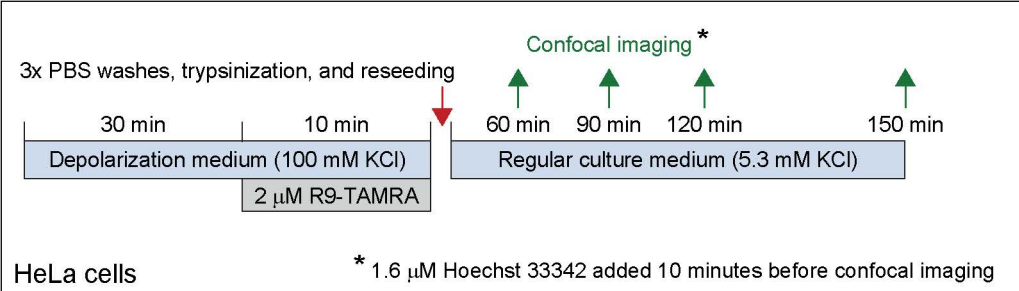 Confocal imaging *
3x PBS washes, trypsinization, and reseeding
30 min 10 min 60 min 90 min 120 min 150 min
Depolarization medium (100 mM KCl) Regular culture medium (5.3 mM KCl)
2 μM R9-TAMRA
HeLa cells * 1.6 μM Hoechst 33342 added 10 minutes before confocal imaging